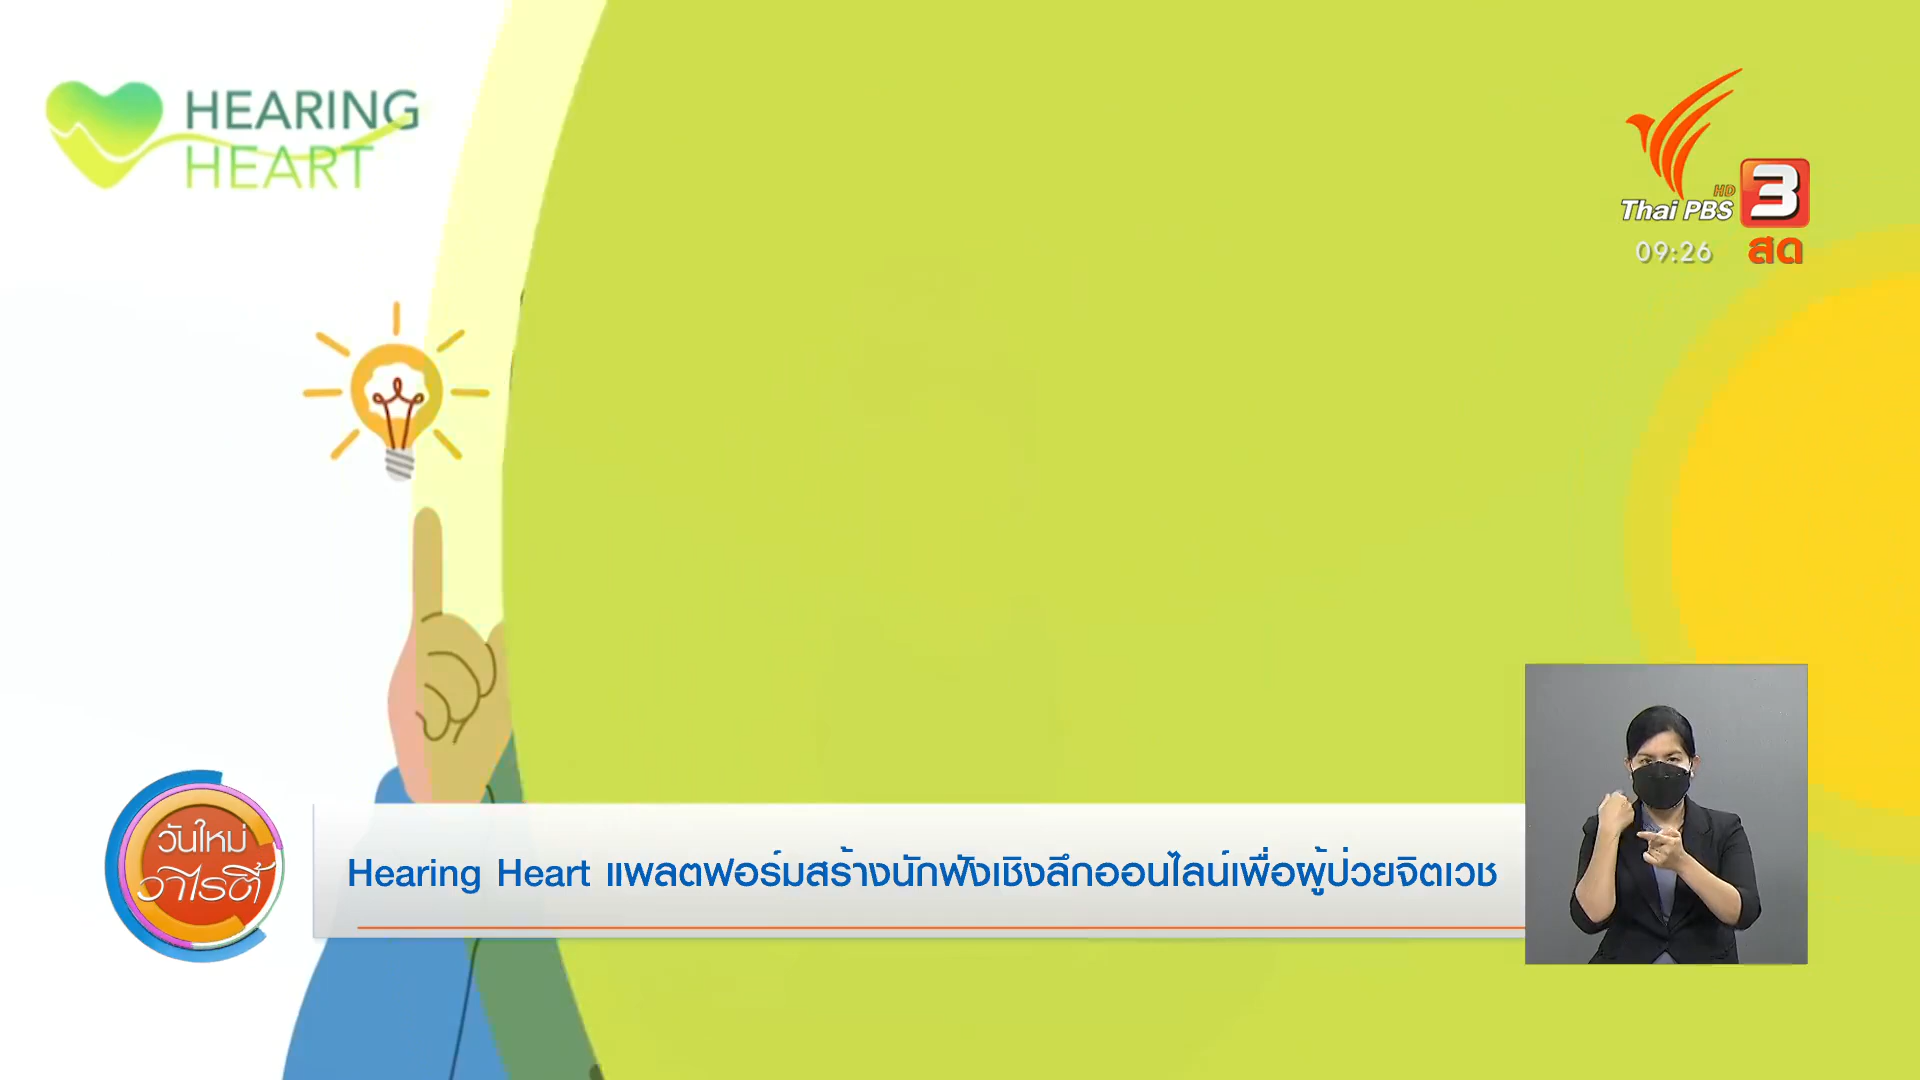 HEARING
HEART
HD
Thai PBS 3
09:26 สด
วันใหม่
วาไรตี้
Hearing Heart แพลตฟอร์มสร้างนักฟังเชิงลึกออนไลน์เพื่อผู้ป่วยจิตเวช